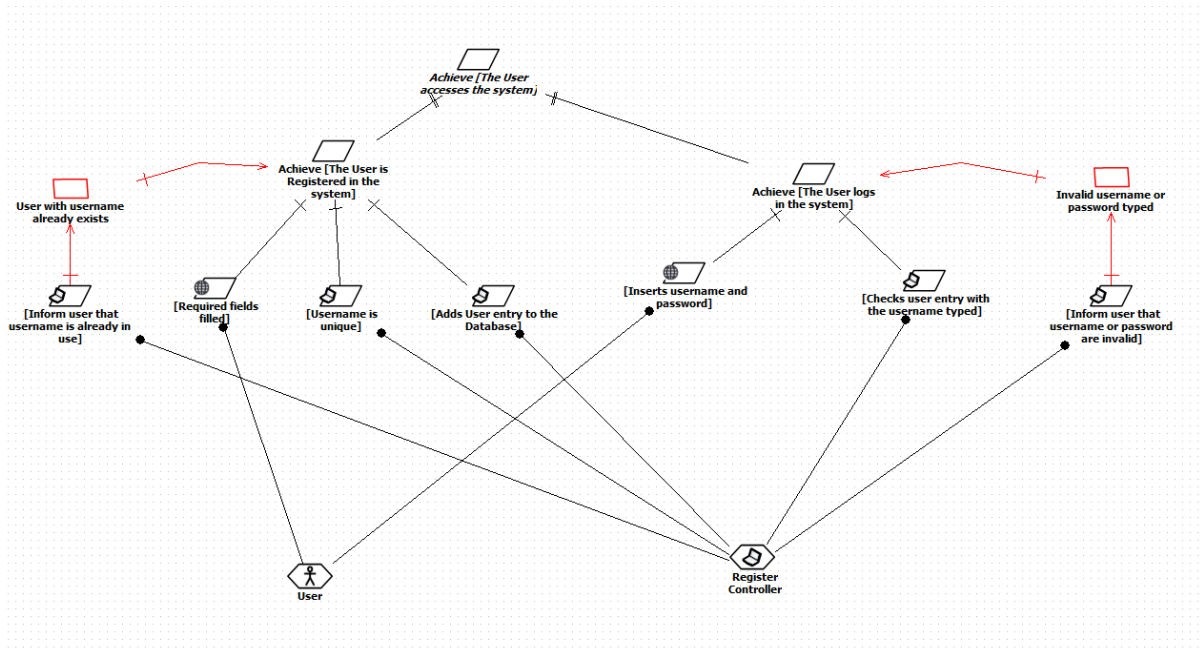 Achieve [The User
accesses the system]
Achieve [The User is
Registered in the
system]
Achieve [The User logs
in the system]
User with username
already exists
Invalid username or
password typed
[Inform user that
username is already in
use]
[Required fields
filled]
[Username is
unique]
[Adds User entry to the
Database]
[Inserts username and
password]
[Checks user entry with
the username typed]
[Inform user that
username or password
are invalid]
User
Register
Controller